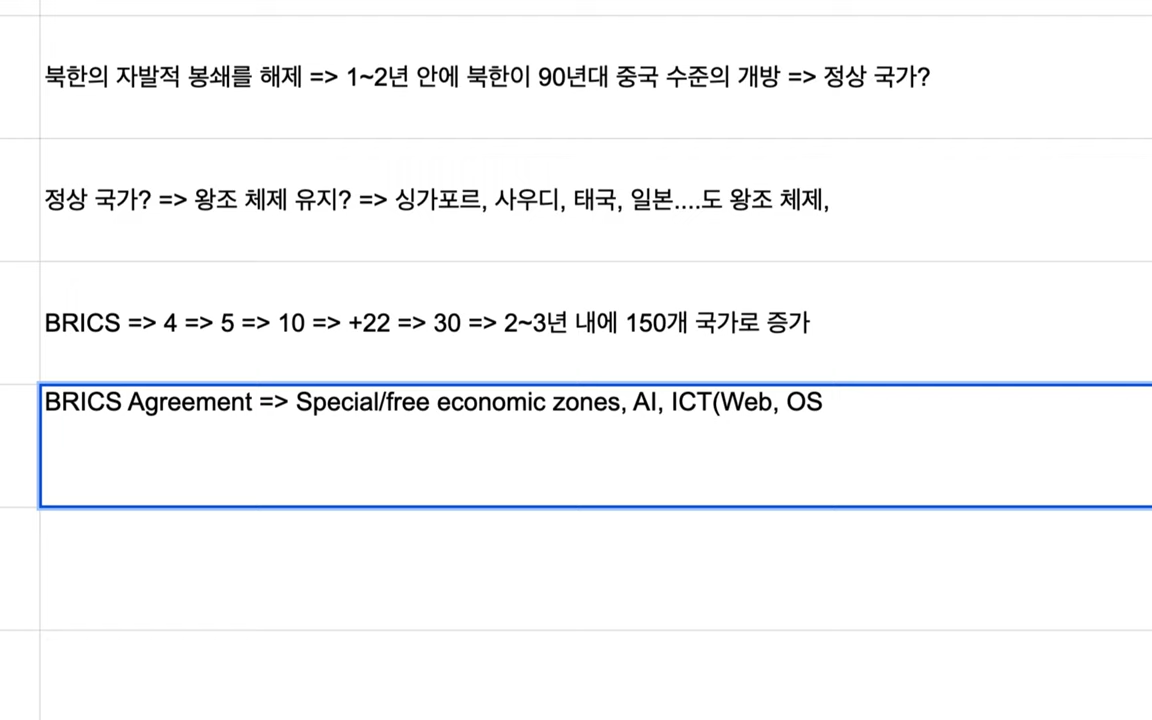 북한의 자발적 봉쇄를 해제 => 1~2년 안에 북한이 90년대 중국 수준의 개방 => 정상 국가?
정상 국가? => 왕조 체제 유지? => 싱가포르, 사우디, 태국, 일본....도 왕조 체제,
BRICS => 4 => 5 => 10 => +22 => 30 => 2~3년 내에 150개 국가로 증가
BRICS Agreement => Special/free economic zones, AI, ICT(Web, OS